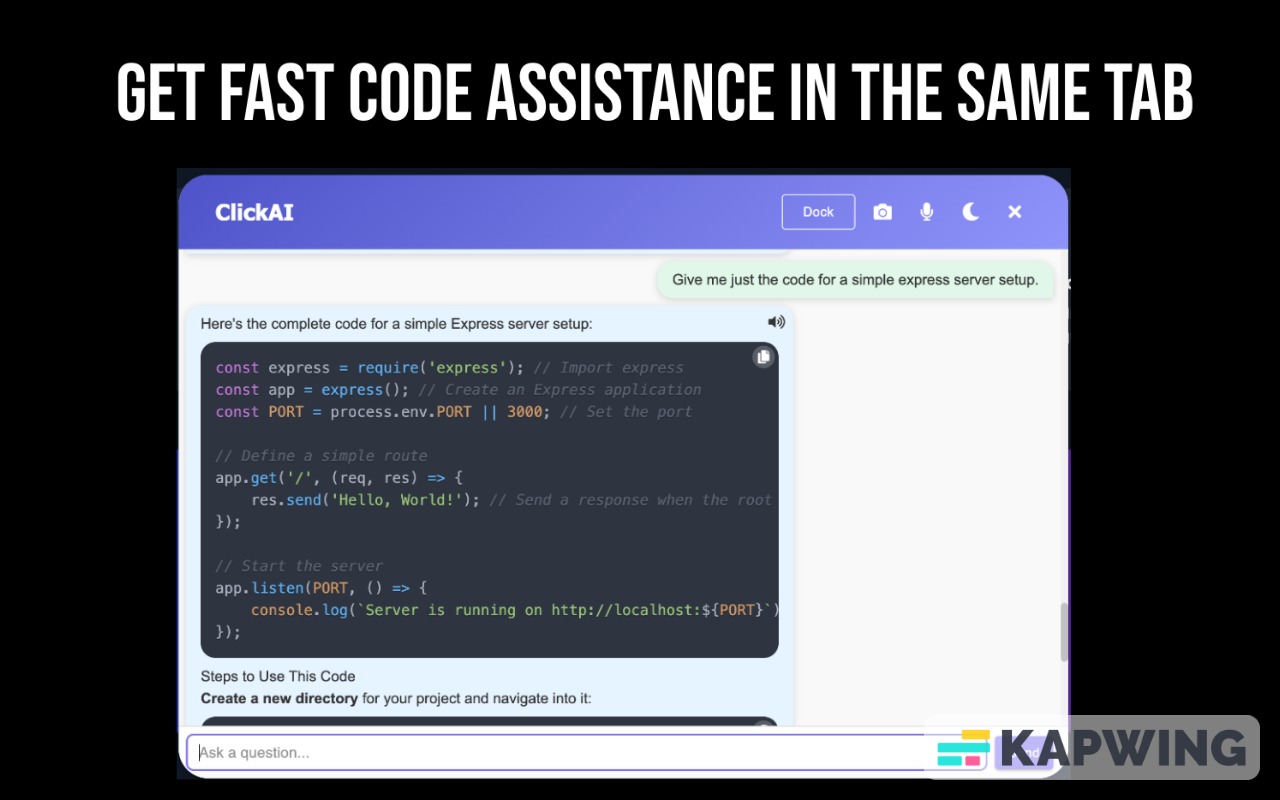 GET FAST CODE ASSISTANCE IN THE SAME TAB
ClickAI
Dock
Give me just the code for a simple express server setup.
Here's the complete code for a simple Express server setup:
const express = require('express'); // Import express
const app = express(); // Create an Express application
const PORT = process.env.PORT || 3000; // Set the port
// Define a simple route
app.get('/', (req, res) => {
res.send('Hello, World!'); // Send a response when the root
});
// Start the server
app.listen(PORT, () => {
console.log(`Server is running on http://localhost:${PORT}`)
});
Steps to Use This Code
Create a new directory for your project and navigate into it:
Ask a question...
KAPWING